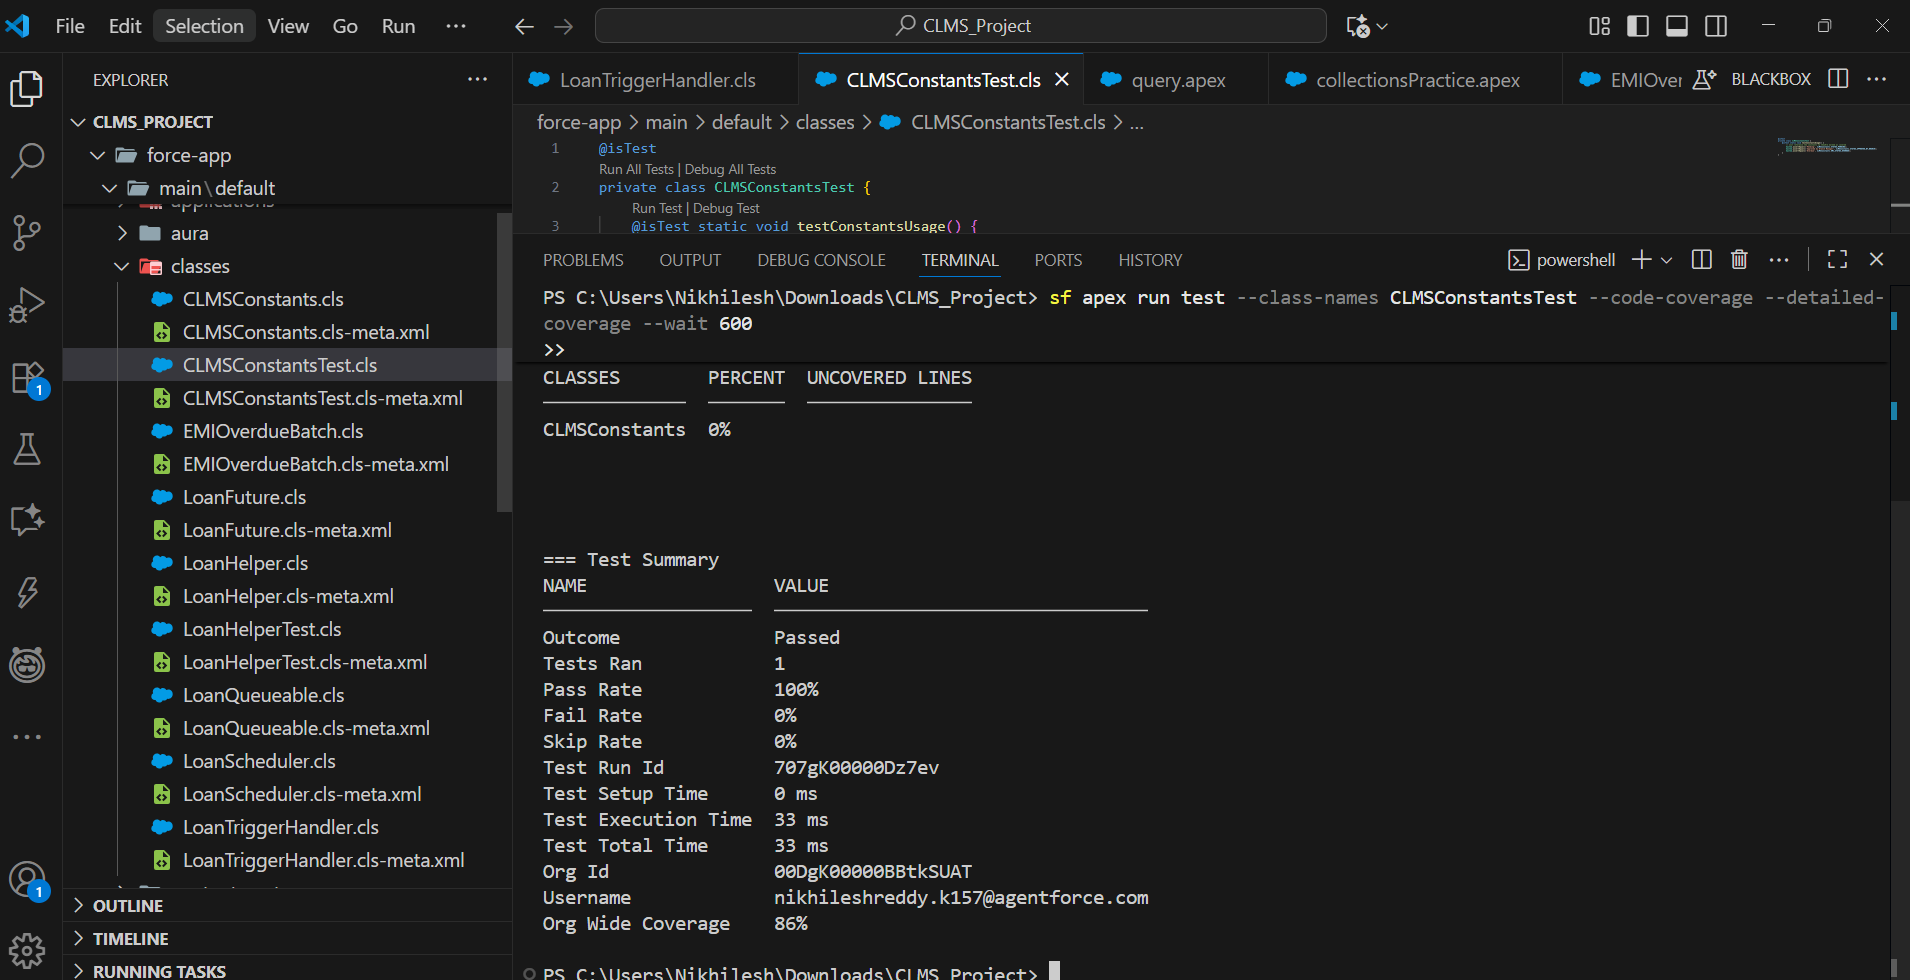 File Edit Selection View Go Run ···
CLMS_Project
EXPLORER ···
CLMS_PROJECT
force-app
main\default
applications
aura
classes
CLMSConstants.cls
CLMSConstants.cls-meta.xml
CLMSConstantsTest.cls
CLMSConstantsTest.cls-meta.xml
EMIOverdueBatch.cls
EMIOverdueBatch.cls-meta.xml
LoanFuture.cls
LoanFuture.cls-meta.xml
LoanHelper.cls
LoanHelper.cls-meta.xml
LoanHelperTest.cls
LoanHelperTest.cls-meta.xml
LoanQueueable.cls
LoanQueueable.cls-meta.xml
LoanScheduler.cls
LoanScheduler.cls-meta.xml
LoanTriggerHandler.cls
LoanTriggerHandler.cls-meta.xml
OUTLINE
TIMELINE
RUNNING TASKS
1
1
LoanTriggerHandler.cls CLMSConstantsTest.cls query.apex collectionsPractice.apex EMIOver BLACKBOX ···
force-app > main > default > classes > CLMSConstantsTest.cls > ...
1 @isTest
Run All Tests | Debug All Tests
2 private class CLMSConstantsTest {
Run Test | Debug Test
3 @isTest static void testConstantsUsage() {
PROBLEMS OUTPUT DEBUG CONSOLE TERMINAL PORTS HISTORY powershell ···
PS C:\Users\Nikhilesh\Downloads\CLMS_Project> sf apex run test --class-names CLMSConstantsTest --code-coverage --detailed-
coverage --wait 600
>>
CLASSES PERCENT UNCOVERED LINES
CLMSConstants 0%
=== Test Summary
NAME VALUE
Outcome Passed
Tests Ran 1
Pass Rate 100%
Fail Rate 0%
Skip Rate 0%
Test Run Id 707gK00000Dz7ev
Test Setup Time 0 ms
Test Execution Time 33 ms
Test Total Time 33 ms
Org Id 00DgK00000BBtkSUAT
Username nikhileshreddy.k157@agentforce.com
Org Wide Coverage 86%
PS C:\Users\Nikhilesh\Downloads\CLMS_Project>